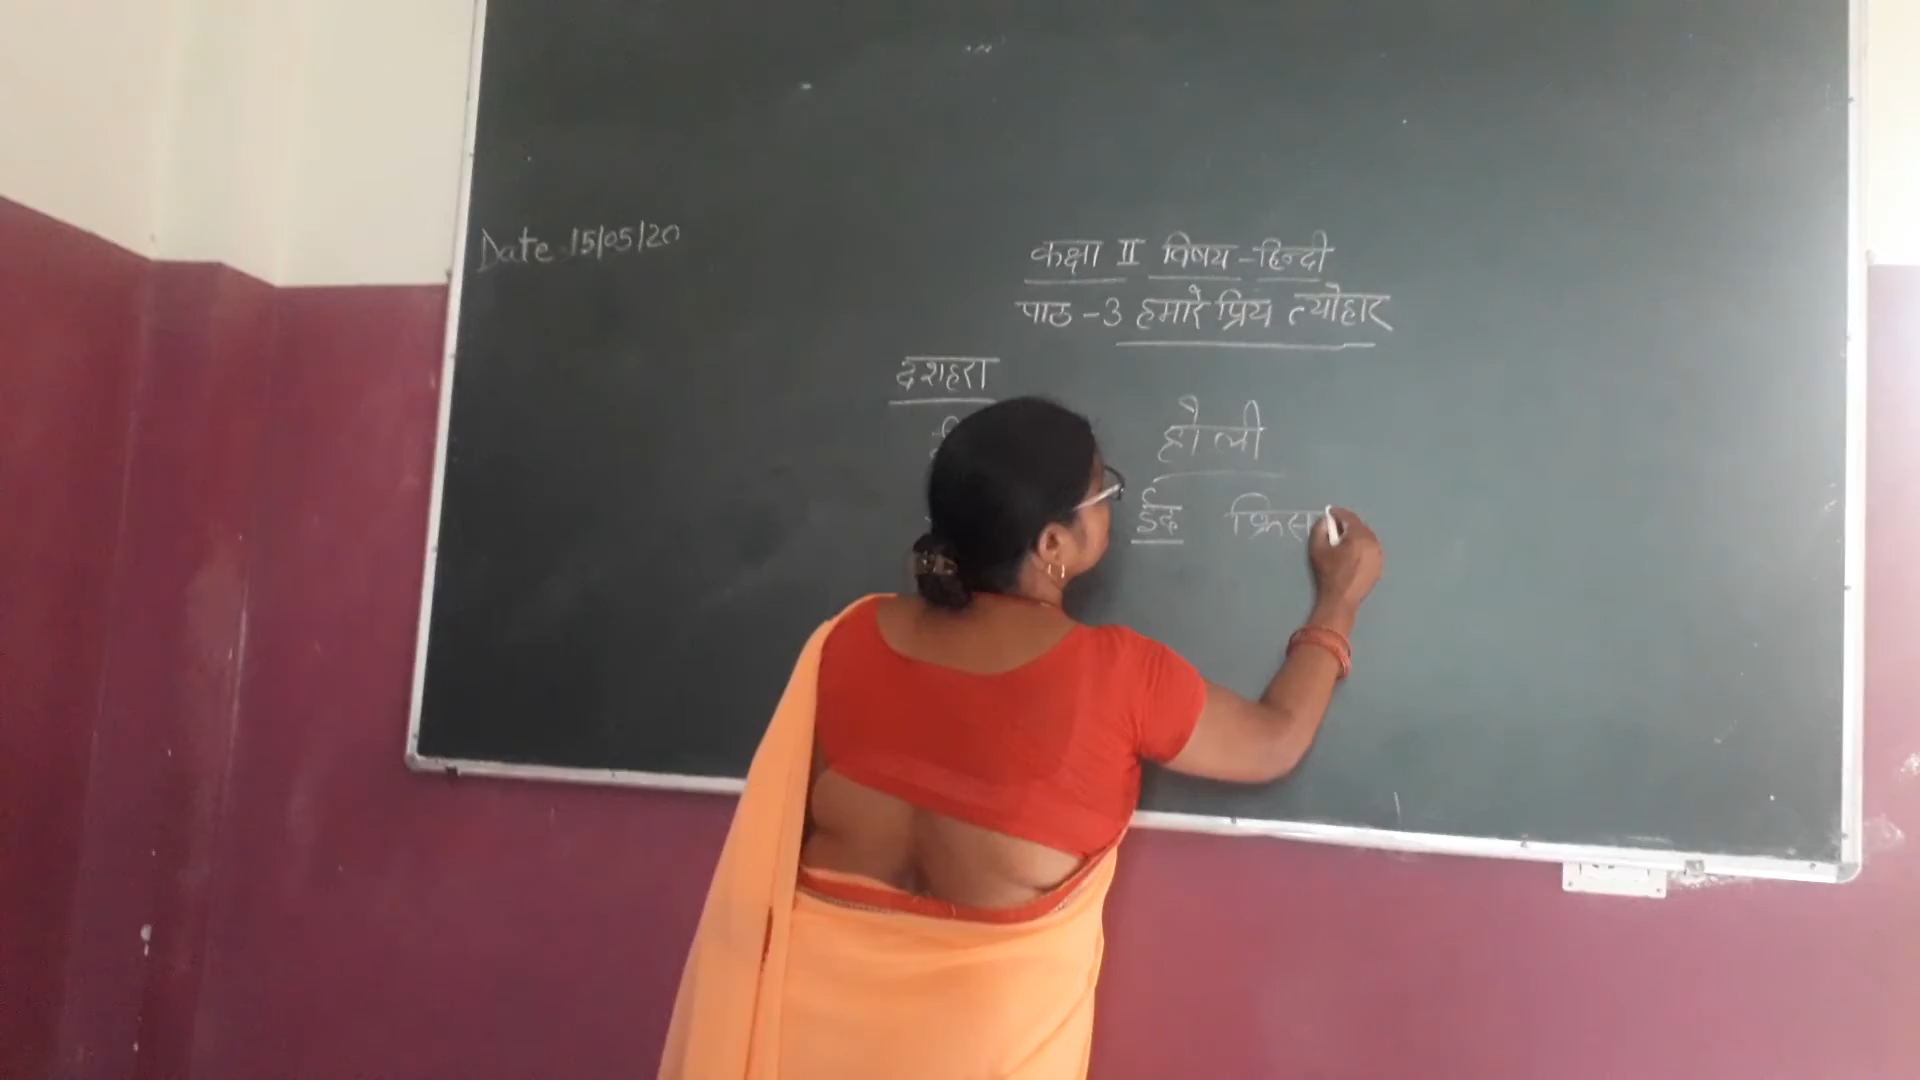 Date 15/05/20
कक्षा II विषय - हिन्दी
पाठ - 3 हमारे प्रिय त्योहार
दशहरा
होली
ईद क्रिस